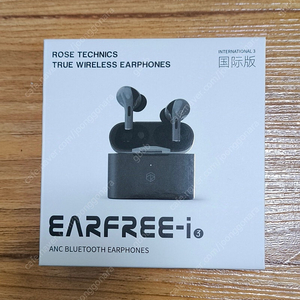 ROSE TECHNICS
TRUE WIRELESS EARPHONES
INTERNATIONAL 3
国际版
EARFREE-i3
ANC BLUETOOTH EARPHONES